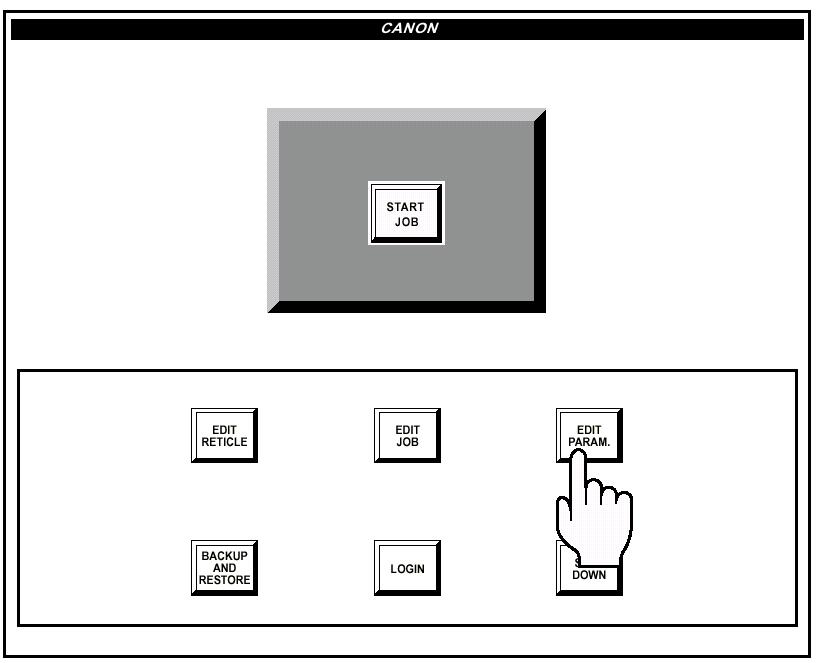 CANON
START
JOB
EDIT
RETICLE
EDIT
JOB
EDIT
PARAM.
BACKUP
AND
RESTORE
LOGIN
DOWN